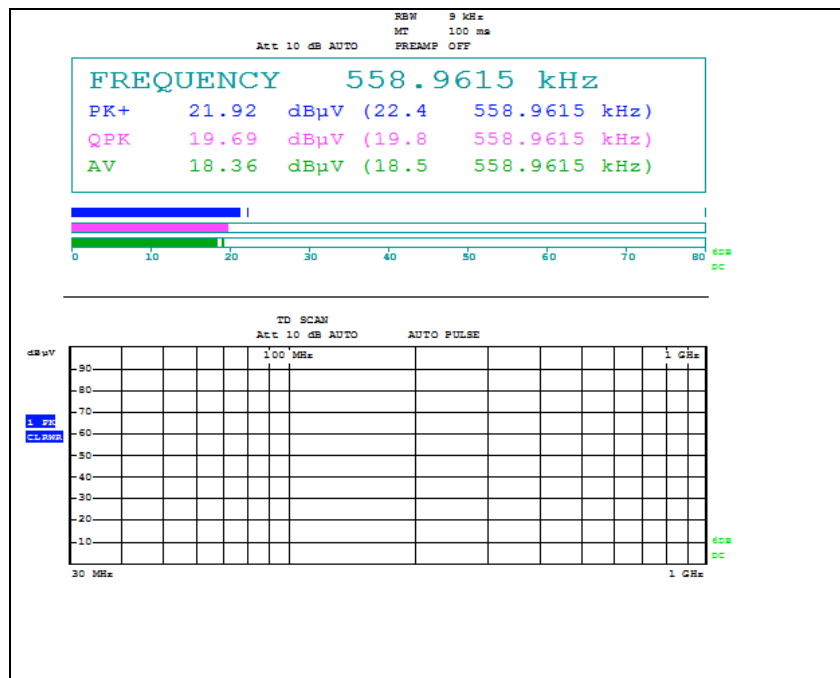 RBW 9 kHz
MT 100 ms
Att 10 dB AUTO PREAMP OFF
FREQUENCY 558.9615 kHz
PK+ 21.92 dBµV (22.4 558.9615 kHz)
QPK 19.69 dBµV (19.8 558.9615 kHz)
AV 18.36 dBµV (18.5 558.9615 kHz)
0 10 20 30 40 50 60 70 80
6DB
DC
TD SCAN
Att 10 dB AUTO AUTO PULSE
dBµV
100 MHz 1 GHz
90
80
70
1 PK
CLRWR
60
50
40
30
20
10
6DB
DC
30 MHz 1 GHz